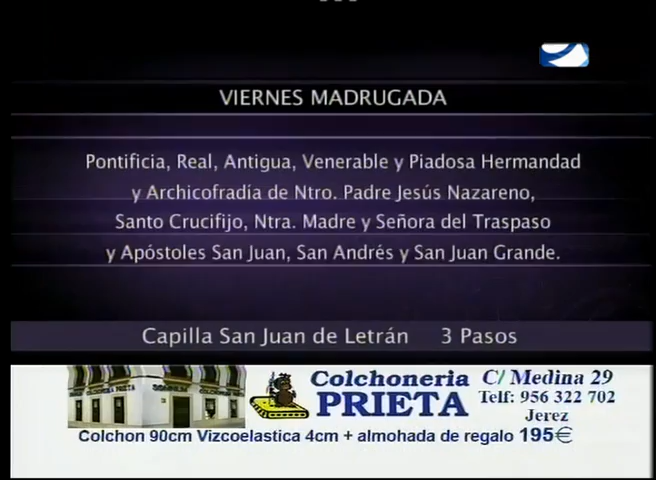 VIERNES MADRUGADA
Pontificia, Real, Antigua, Venerable y Piadosa Hermandad
y Archicofradía de Ntro. Padre Jesús Nazareno,
Santo Crucifijo, Ntra. Madre y Señora del Traspaso
y Apóstoles San Juan, San Andrés y San Juan Grande.
Capilla San Juan de Letrán 3 Pasos
COLCHONERIA PRIETA
Colchoneria
PRIETA
C/ Medina 29
Telf: 956 322 702
Jerez
Colchon 90cm Vizcoelastica 4cm + almohada de regalo 195€